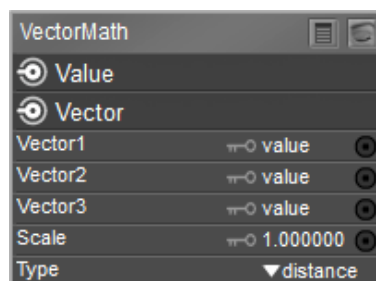 VectorMath
Value
Vector
Vector1 value
Vector2 value
Vector3 value
Scale 1.000000
Type distance